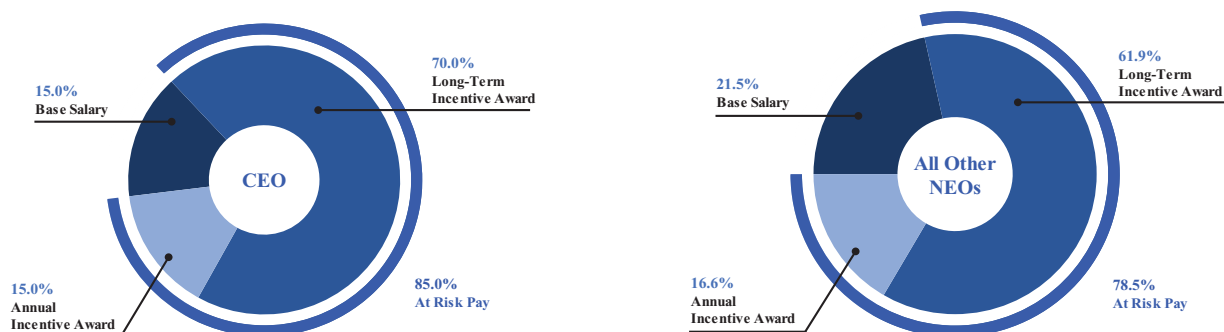 70.0%
Long-Term
Incentive Award
15.0%
Base Salary
CEO
15.0%
Annual
Incentive Award
85.0%
At Risk Pay
61.9%
Long-Term
Incentive Award
21.5%
Base Salary
All Other
NEOs
16.6%
Annual
Incentive Award
78.5%
At Risk Pay